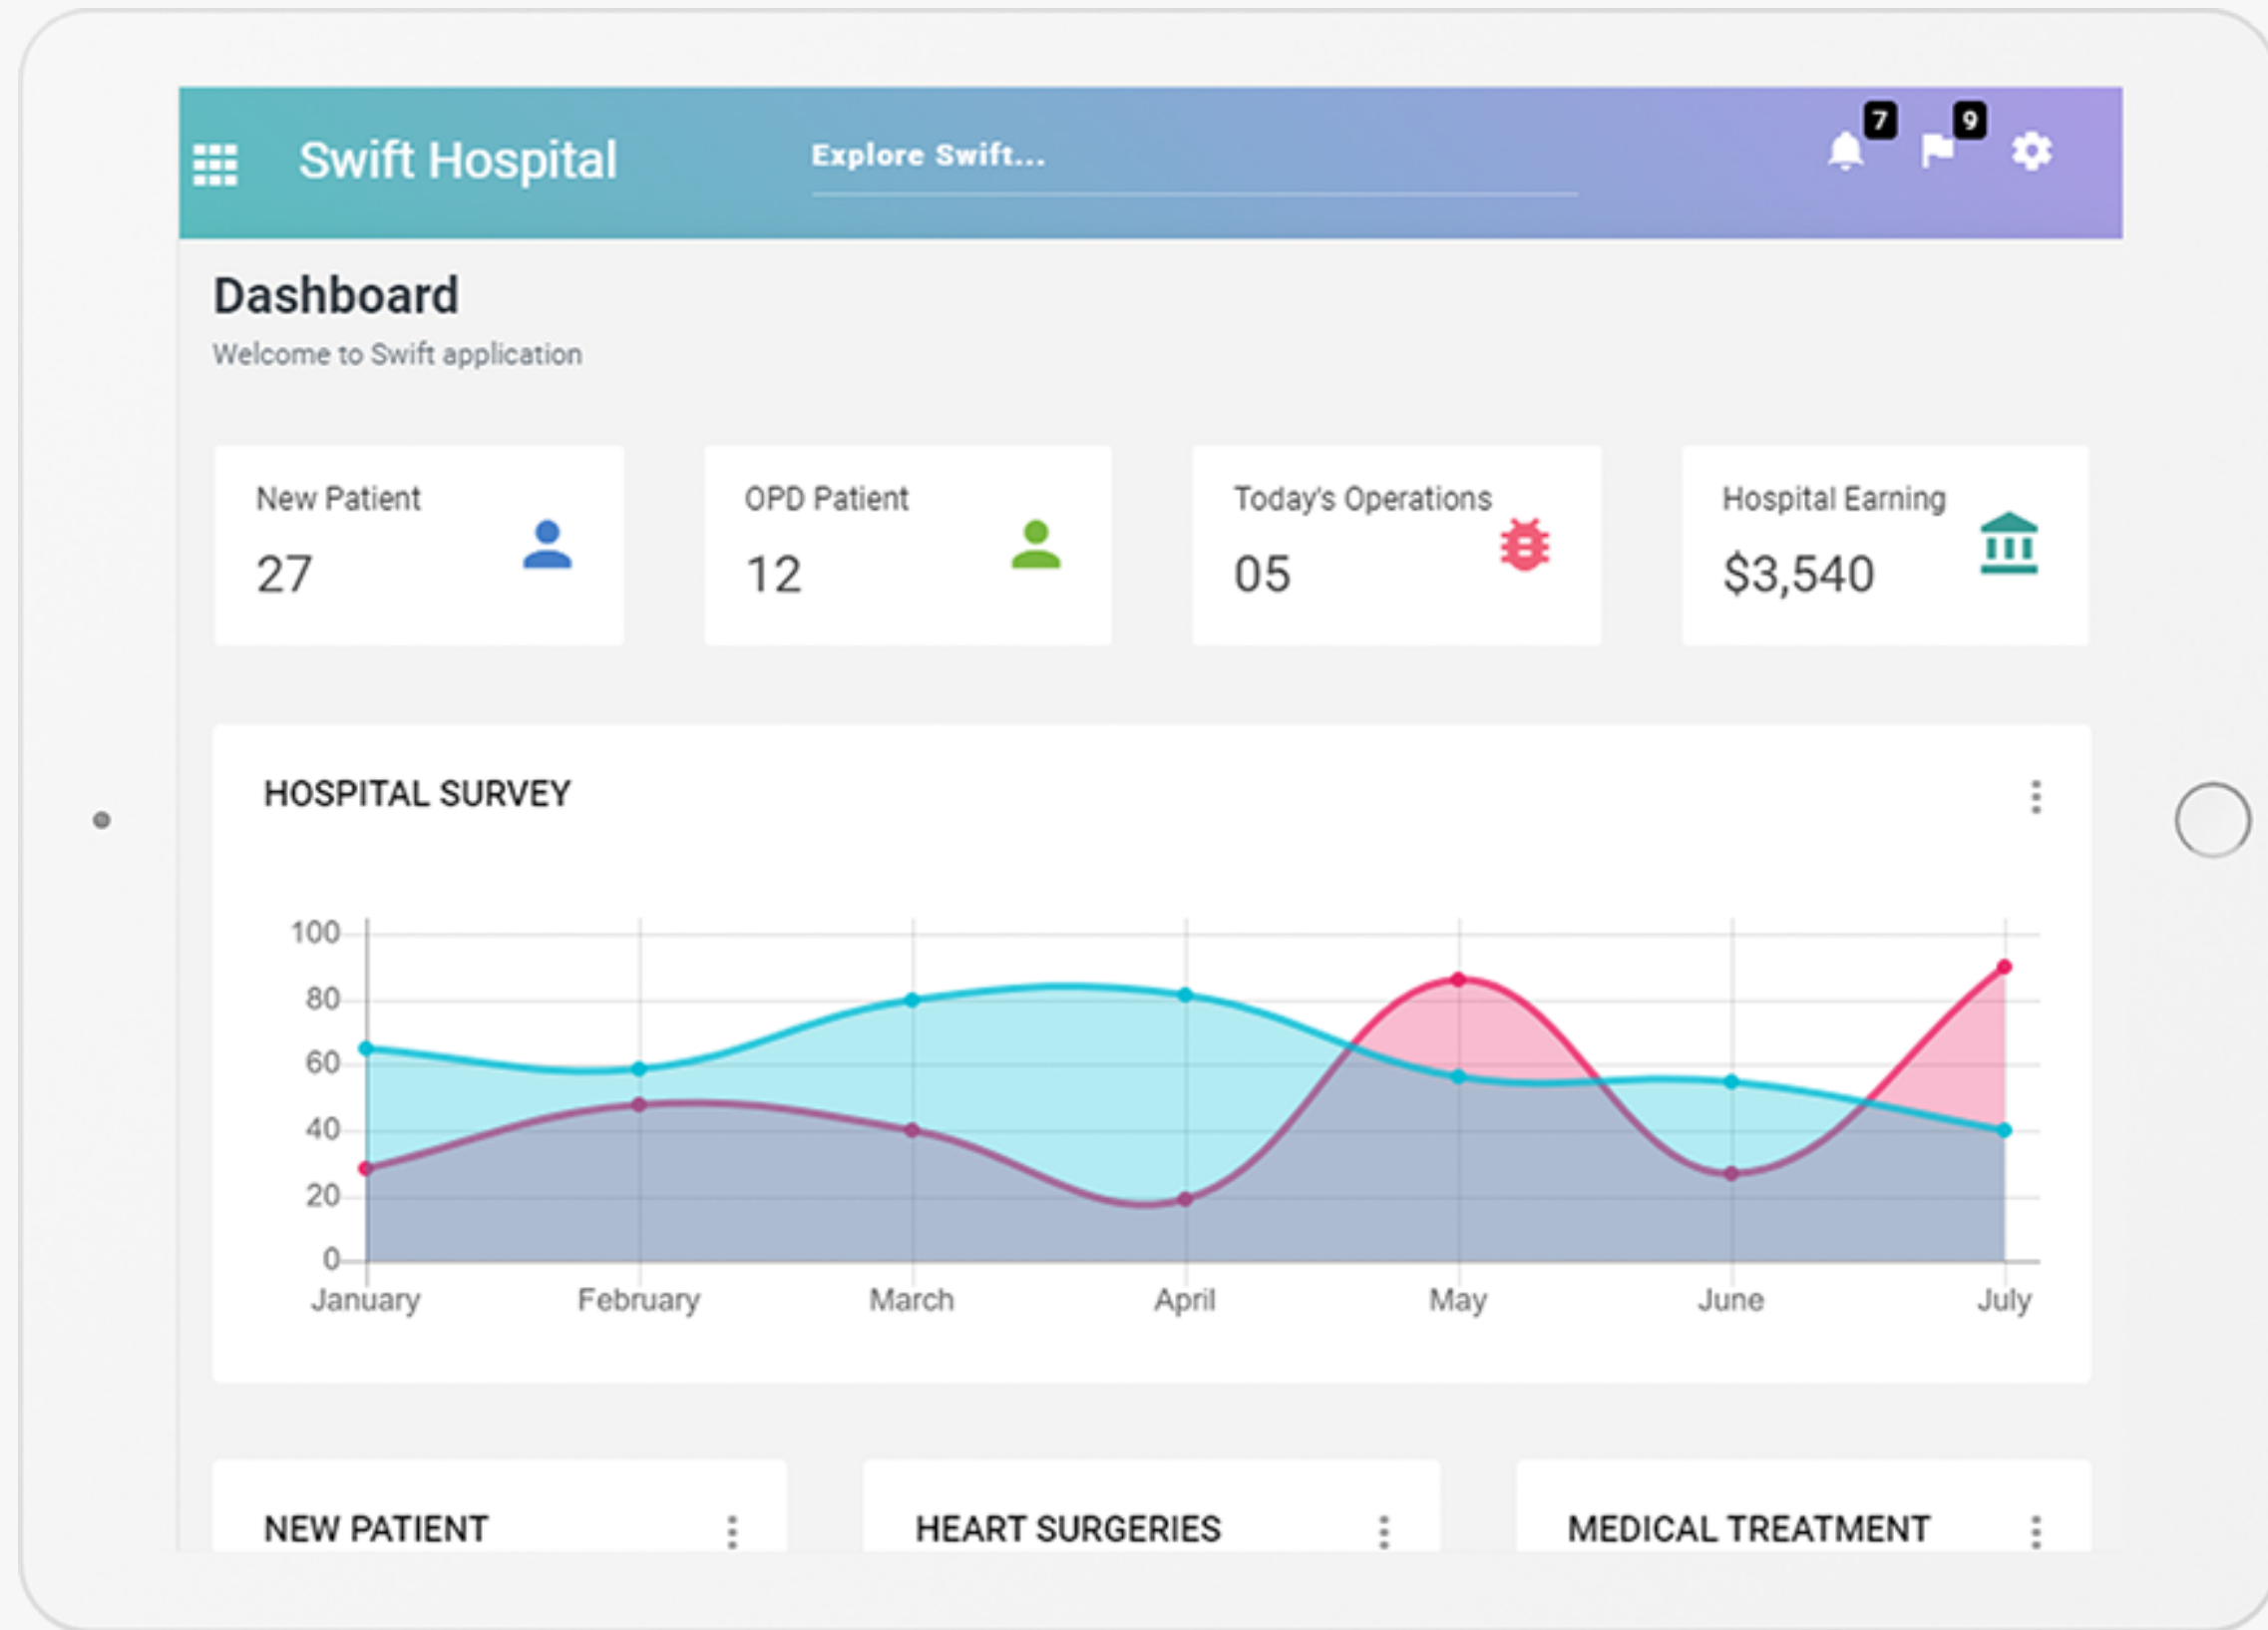 Swift Hospital
Explore Swift...
7
9
Dashboard
Welcome to Swift application
New Patient
27
OPD Patient
12
Today's Operations
05
Hospital Earning
$3,540
HOSPITAL SURVEY
100
80
60
40
20
0
January February March April May June July
NEW PATIENT
HEART SURGERIES
MEDICAL TREATMENT